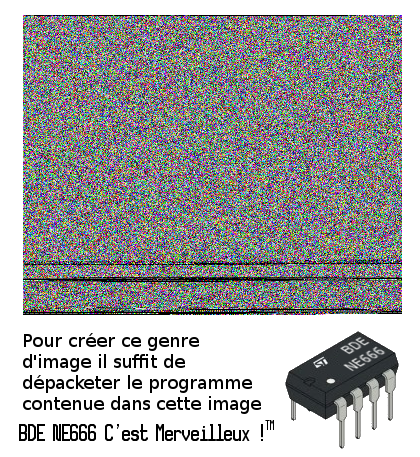 Pour créer ce genre
d'image il suffit de
dépacketer le programme
contenue dans cette image
BDE NE666 C'est Merveilleux !™
ST
BDE
NE666